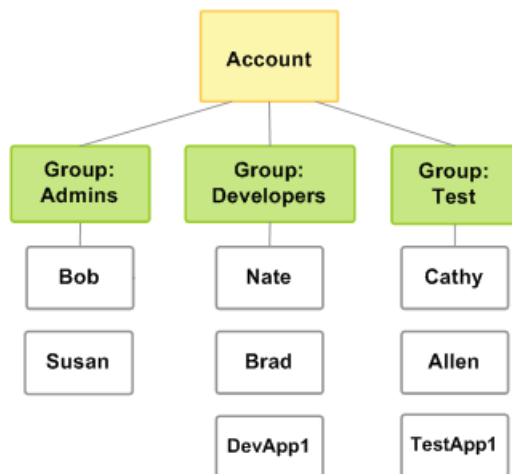 Account
Group:
Admins
Group:
Developers
Group:
Test
Bob
Nate
Cathy
Susan
Brad
Allen
DevApp1
TestApp1